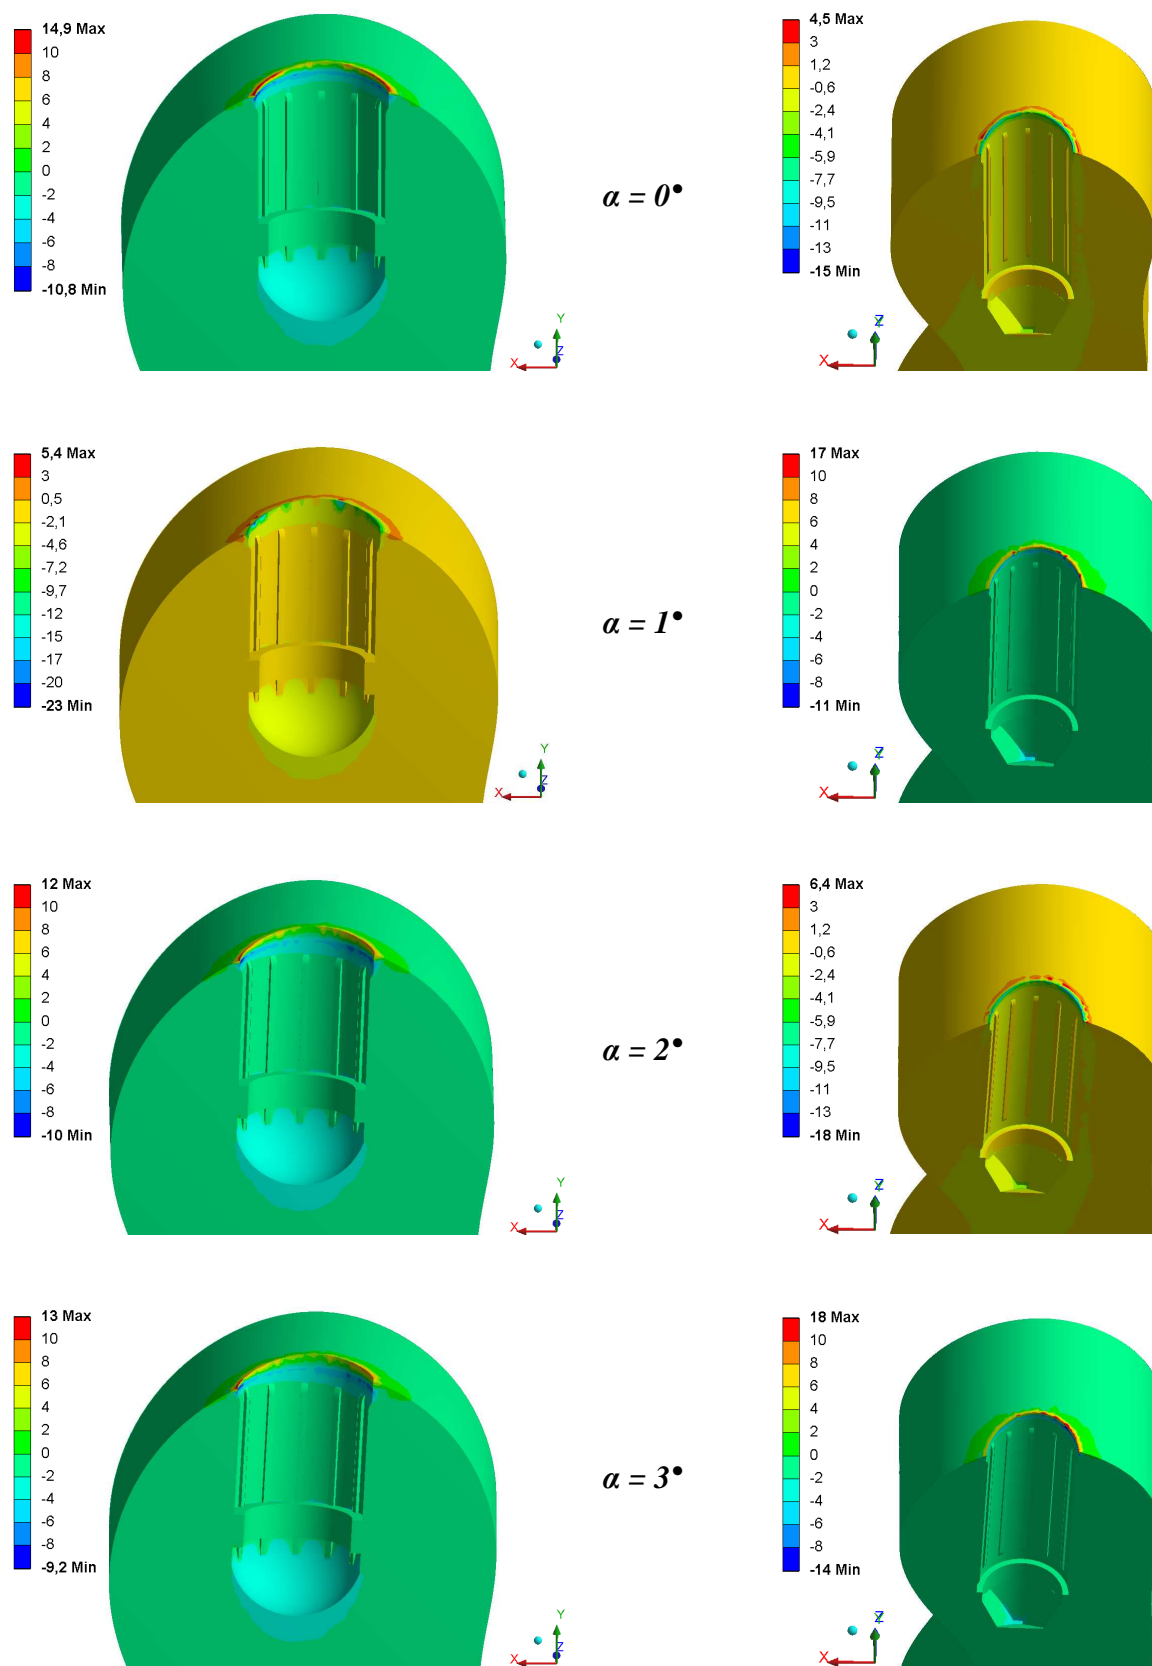 14,9 Max
10
8
6
4
2
0
-2
-4
-6
-8
-10,8 Min
Y
Z
X
α = 0•
4,5 Max
3
1,2
-0,6
-2,4
-4,1
-5,9
-7,7
-9,5
-11
-13
-15 Min
Z
X
5,4 Max
3
0,5
-2,1
-4,6
-7,2
-9,7
-12
-15
-17
-20
-23 Min
Y
Z
X
α = 1•
17 Max
10
8
6
4
2
0
-2
-4
-6
-8
-11 Min
Z
X
12 Max
10
8
6
4
2
0
-2
-4
-6
-8
-10 Min
Y
Z
X
α = 2•
6,4 Max
3
1,2
-0,6
-2,4
-4,1
-5,9
-7,7
-9,5
-11
-13
-18 Min
Z
X
13 Max
10
8
6
4
2
0
-2
-4
-6
-8
-9,2 Min
Y
Z
X
α = 3•
18 Max
10
8
6
4
2
0
-2
-4
-6
-8
-14 Min
Z
X